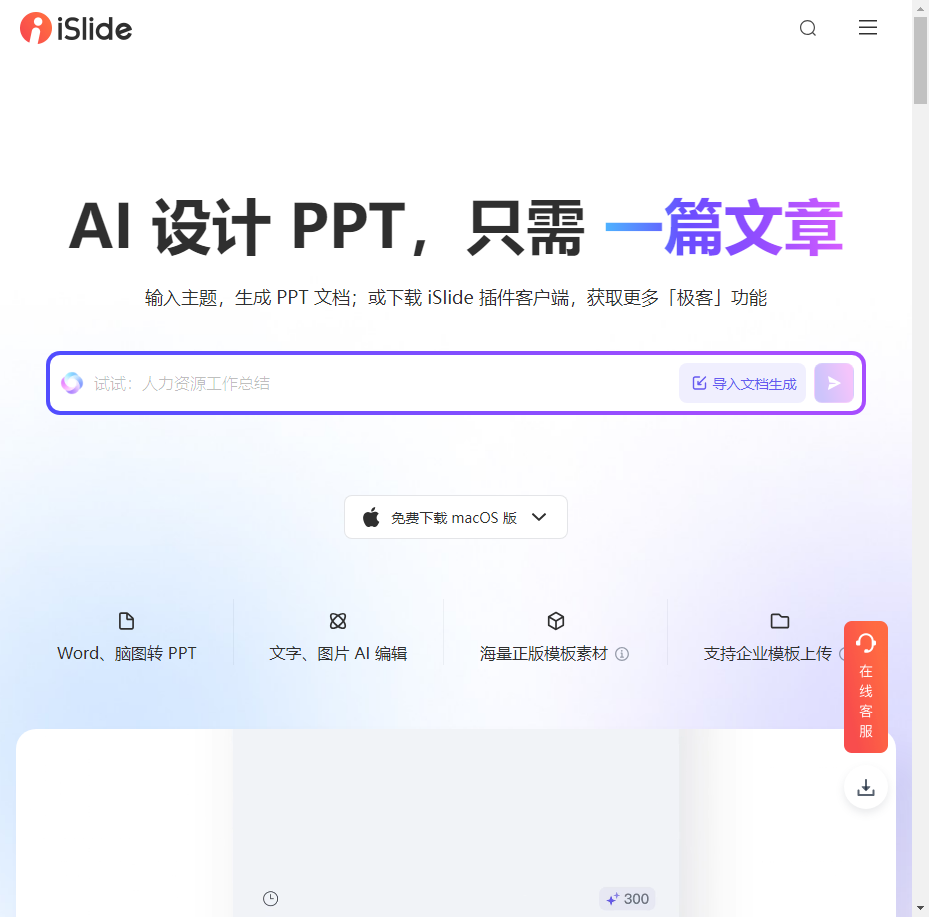 iSlide
AI 设计 PPT，只需 一篇文章
输入主题，生成 PPT 文档；或下载 iSlide 插件客户端，获取更多「极客」功能
试试：人力资源工作总结
导入文档生成
免费下载 macOS 版
Word、脑图转 PPT
文字、图片 AI 编辑
海量正版模板素材
支持企业模板上传
在
线
客
服
300